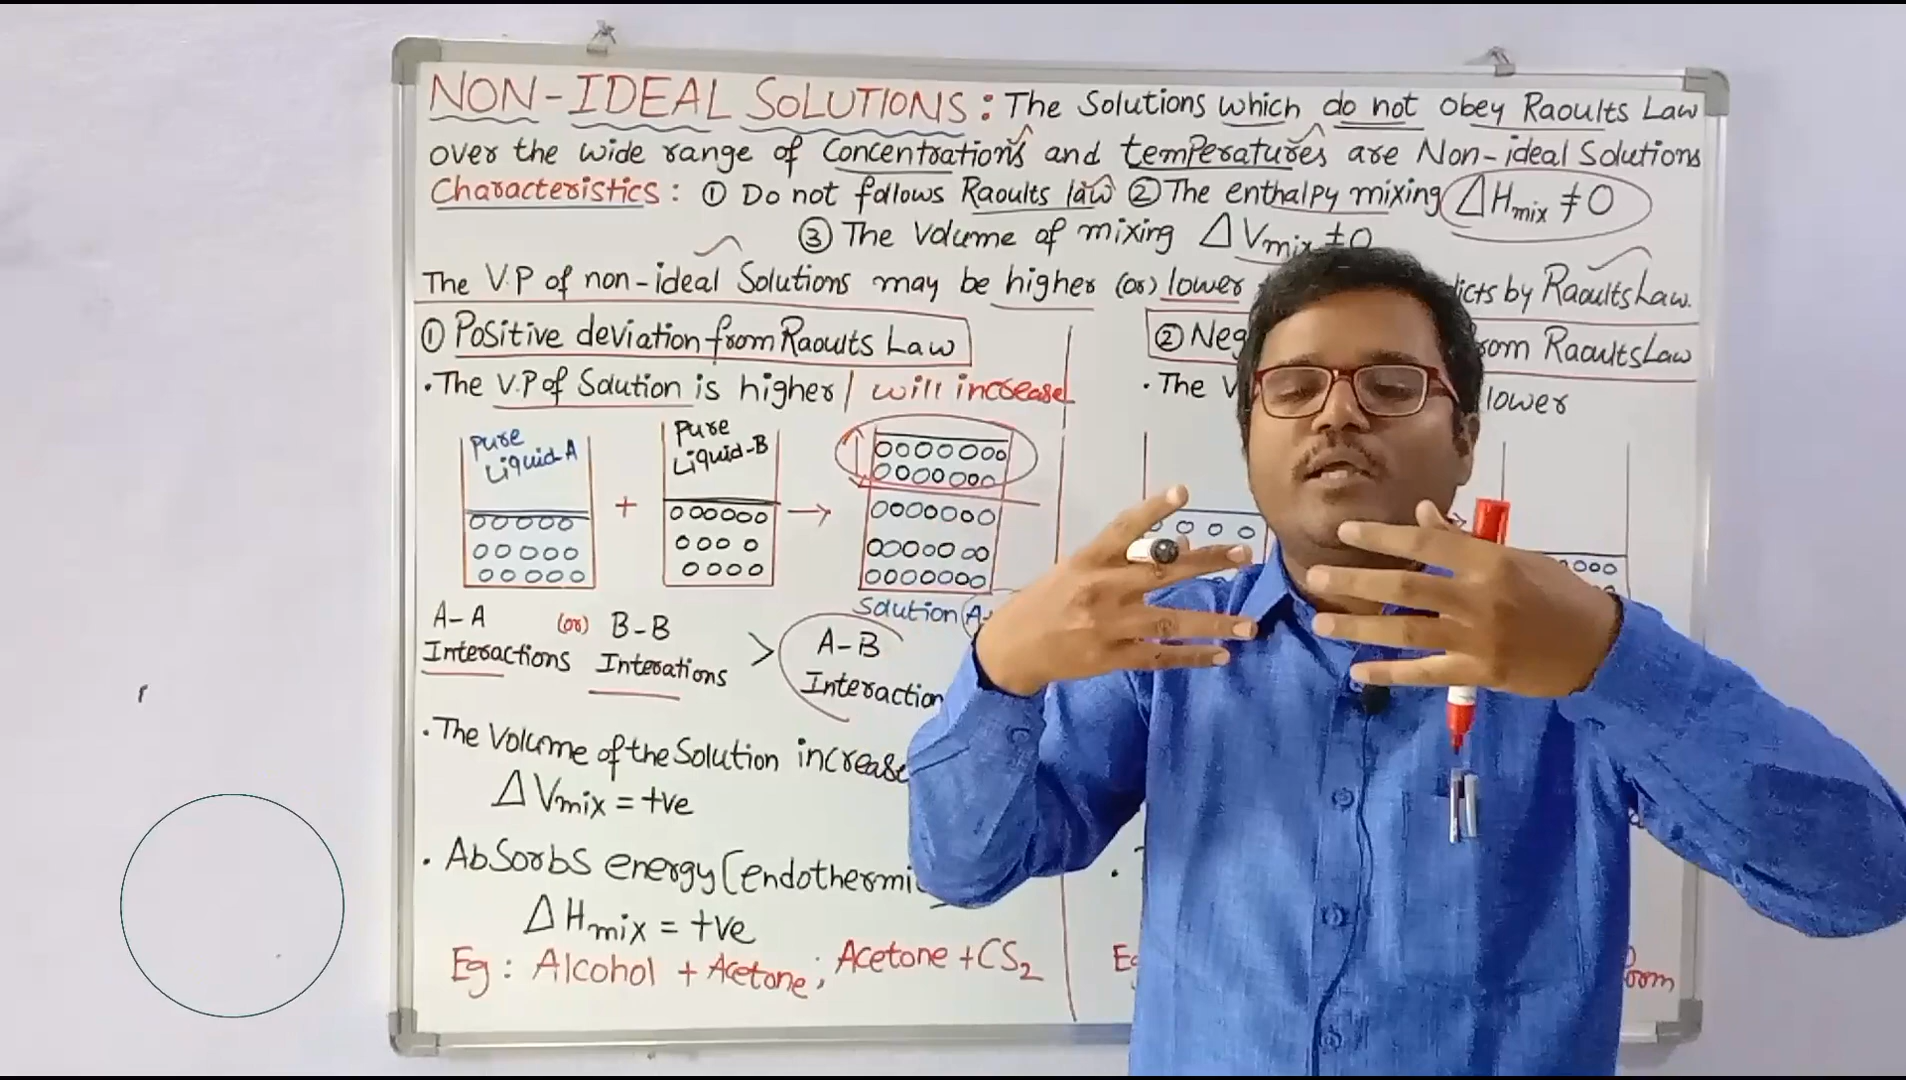 NON-IDEAL SOLUTIONS: The Solutions which do not obey Raoults Law
over the wide range of Concentrations and temperatures are Non-ideal Solutions
Characteristics: ① Do not follows Raoults law ② The enthalpy mixing ΔHmix ≠ 0
③ The Volume of mixing ΔVmix ≠ 0
The V.P of non-ideal Solutions may be higher (or) lower by Raoults Law.
① Positive deviation from Raoults Law
·The V.P of Solution is higher / will increase
Pure
Liquid-A
+
Pure
Liquid-B
→
Solution
A-A
Interactions
(or)
B-B
Interations
>
A-B
Interaction
·The Volume of the Solution increase
ΔVmix = +ve
·Absorbs energy (endothermi
ΔHmix = +ve
Eg: Alcohol + Acetone; Acetone + CS2
② Raoults Law
·The lower